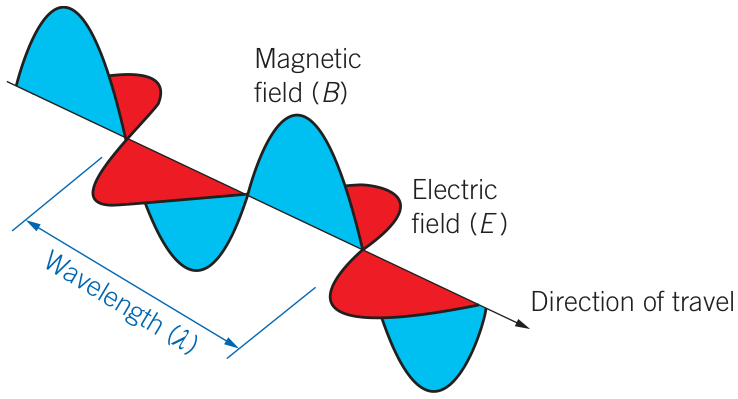 Magnetic
field (B)
Electric
field (E)
Direction of travel
Wavelength (λ)